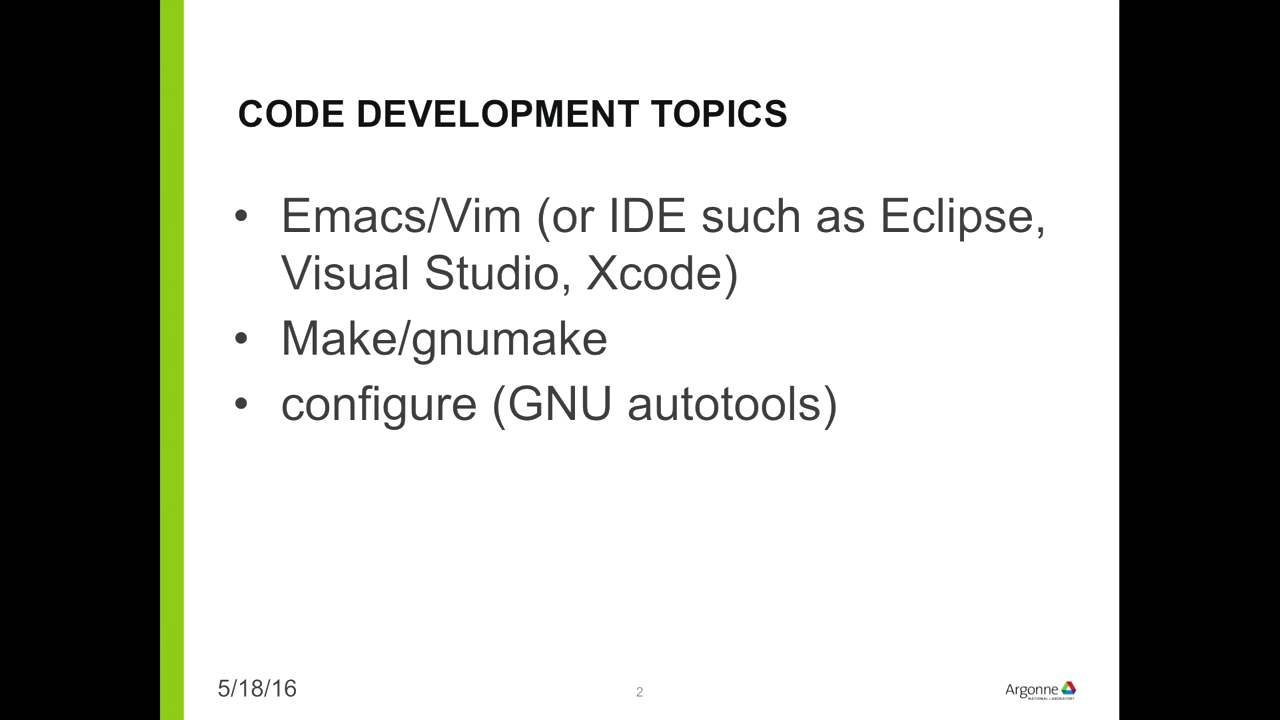 CODE DEVELOPMENT TOPICS
• Emacs/Vim (or IDE such as Eclipse,
Visual Studio, Xcode)
• Make/gnumake
• configure (GNU autotools)
5/18/16
2
Argonne
NATIONAL LABORATORY